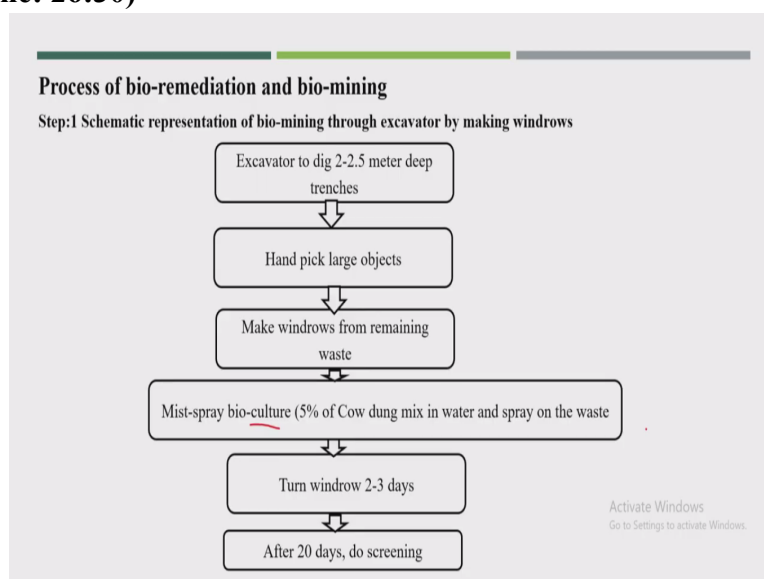 Process of bio-remediation and bio-mining
Step:1 Schematic representation of bio-mining through excavator by making windrows
Excavator to dig 2-2.5 meter deep
trenches
Hand pick large objects
Make windrows from remaining
waste
Mist-spray bio-culture (5% of Cow dung mix in water and spray on the waste
Turn windrow 2-3 days
After 20 days, do screening
Activate Windows
Go to Settings to activate Windows.